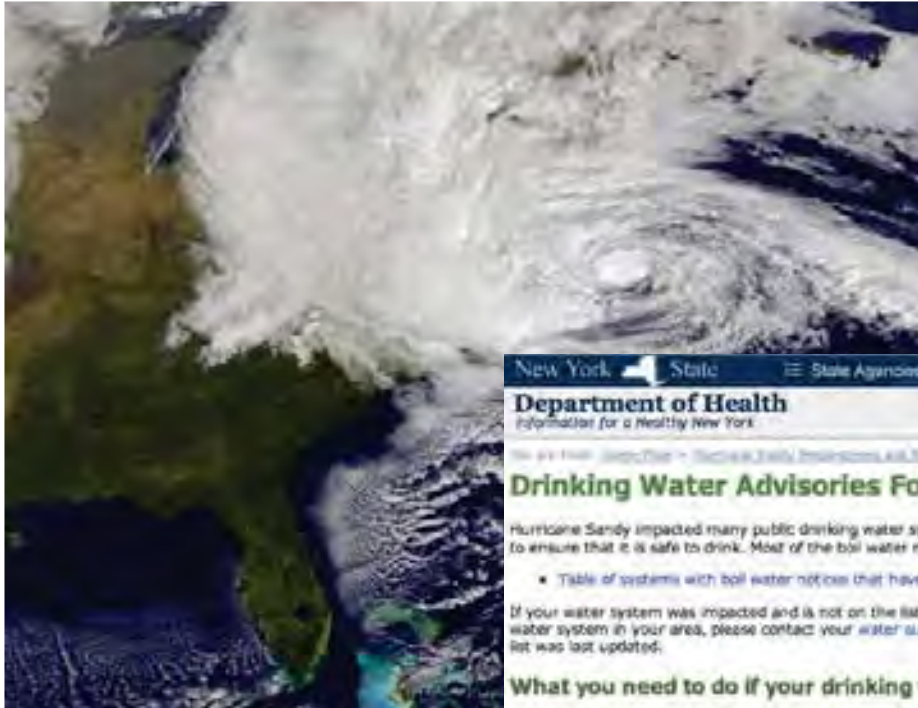 New York State State Agencies
Department of Health
Information for a Healthy New York
Drinking Water Advisories Fo
Hurricane Sandy impacted many public drinking water s
to ensure that it is safe to drink. Most of the boil water n
• Table of systems with boil water notices that have
If your water system was impacted and is not on the list
water system in your area, please contact your water su
list was last updated.
What you need to do if your drinking